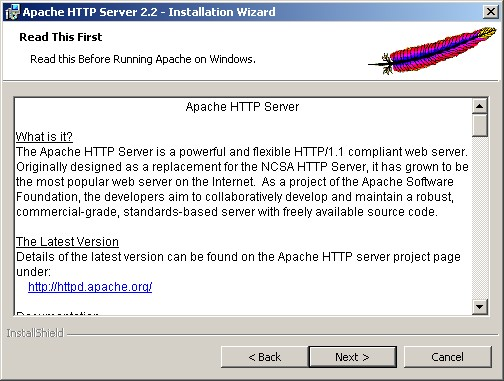 Apache HTTP Server 2.2 - Installation Wizard
Read This First
Read this Before Running Apache on Windows.
Apache HTTP Server
What is it?
The Apache HTTP Server is a powerful and flexible HTTP/1.1 compliant web server.
Originally designed as a replacement for the NCSA HTTP Server, it has grown to be
the most popular web server on the Internet.  As a project of the Apache Software
Foundation, the developers aim to collaboratively develop and maintain a robust,
commercial-grade, standards-based server with freely available source code.
The Latest Version
Details of the latest version can be found on the Apache HTTP server project page
under:
http://httpd.apache.org/
Documentation
InstallShield
< Back
Next >
Cancel